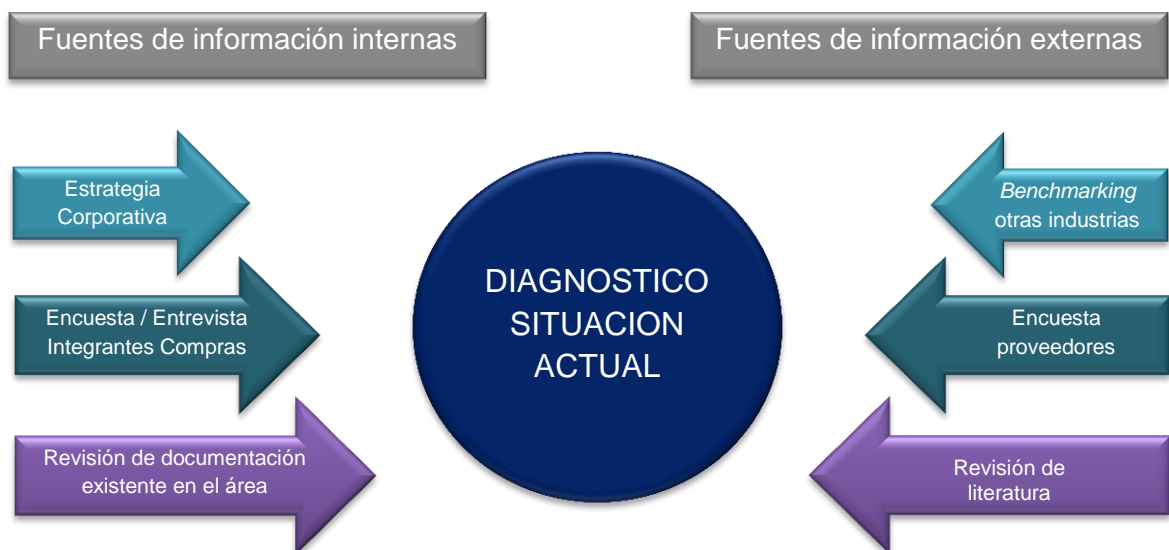 Fuentes de información internas
Fuentes de información externas
Estrategia
Corporativa
Encuesta / Entrevista
Integrantes Compras
Revisión de documentación
existente en el área
DIAGNOSTICO
SITUACION
ACTUAL
Benchmarking
otras industrias
Encuesta
proveedores
Revisión de
literatura